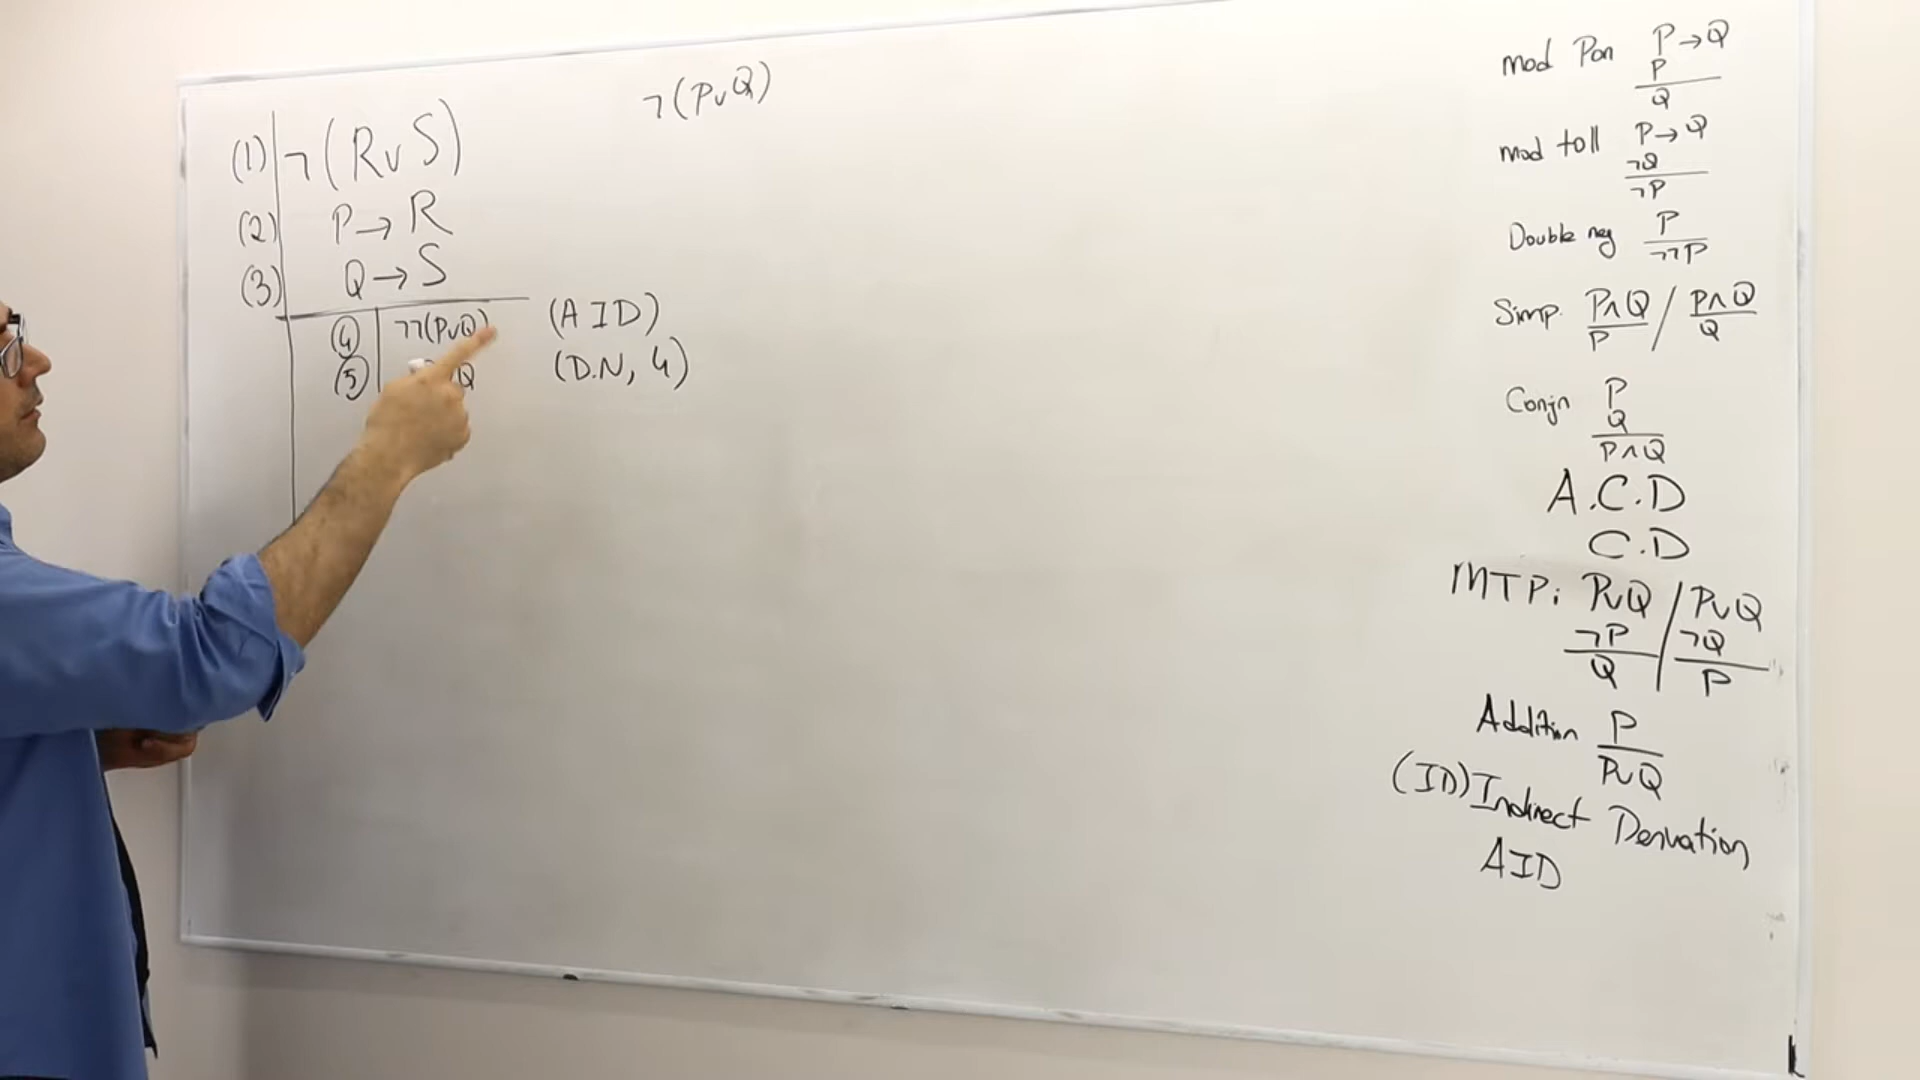 ¬(P∨Q)
(1) ¬(R∨S)
(2) P→R
(3) Q→S
(4) ¬¬(P∨Q) (A I D)
(5) Q (D.N, 4)
mod Pon P→Q
P
Q
mod toll P→Q
¬Q
¬P
Double neg P
¬¬P
Simp. P∧Q / P∧Q
P Q
Conjn P
Q
P∧Q
A.C.D
C.D
MTP: P∨Q / P∨Q
¬P ¬Q
Q P
Addition P
P∨Q
(ID) Indirect Derivation
AID